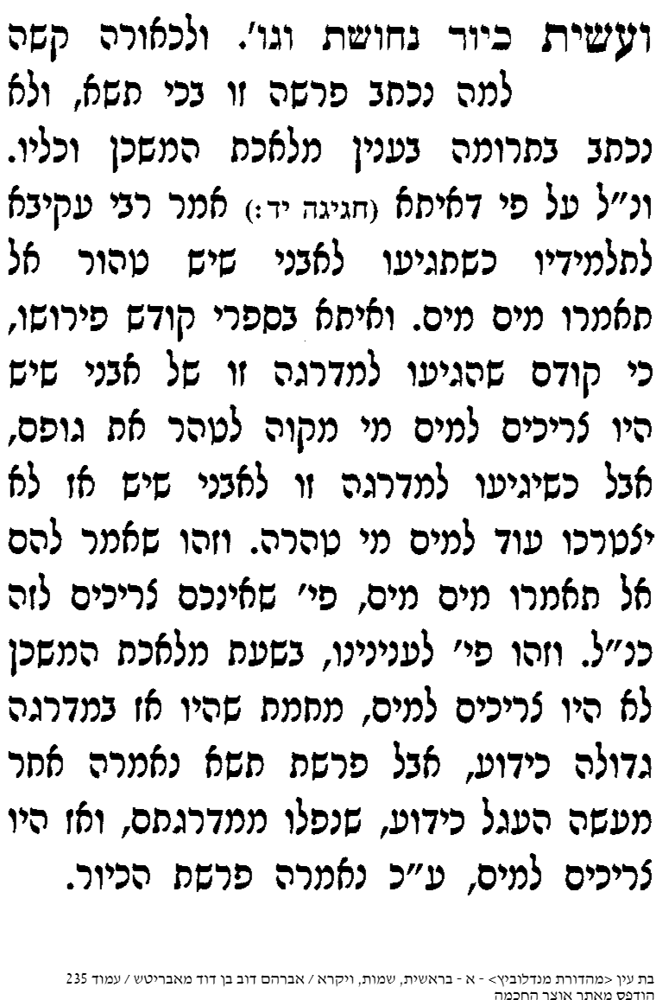 ועשית כיור נחושת וגו'. ולכאורה קשה
למה נכתב פרשה זו בכי תשא, ולא
נכתב בתרומה בענין מלאכת המשכן וכליו.
ונ"ל על פי דאיתא (חגיגה יד:) אמר רבי עקיבא
לתלמידיו כשתגיעו לאבני שיש טהור אל
תאמרו מים מים. ואיתא בספרי קודש פירושו,
כי קודם שהגיעו למדרגה זו של אבני שיש
היו צריכים למים מי מקוה לטהר את גופם,
אבל כשיגיעו למדרגה זו לאבני שיש אז לא
יצטרכו עוד למים מי טהרה. וזהו שאמר להם
אל תאמרו מים מים, פי' שאינכם צריכים לזה
כנ"ל. וזהו פי' לענינינו, בשעת מלאכת המשכן
לא היו צריכים למים, מחמת שהיו אז במדרגה
גדולה כידוע, אבל פרשת תשא נאמרה אחר
מעשה העגל כידוע, שנפלו ממדרגתם, ואז היו
צריכים למים, ע"כ נאמרה פרשת הכיור.
בת עין <מהדורת מנדלוביץ> - א - בראשית, שמות, ויקרא / אברהם דוב בן דוד מאבריטש / עמוד 235
הודפס מאתר אוצר החכמה